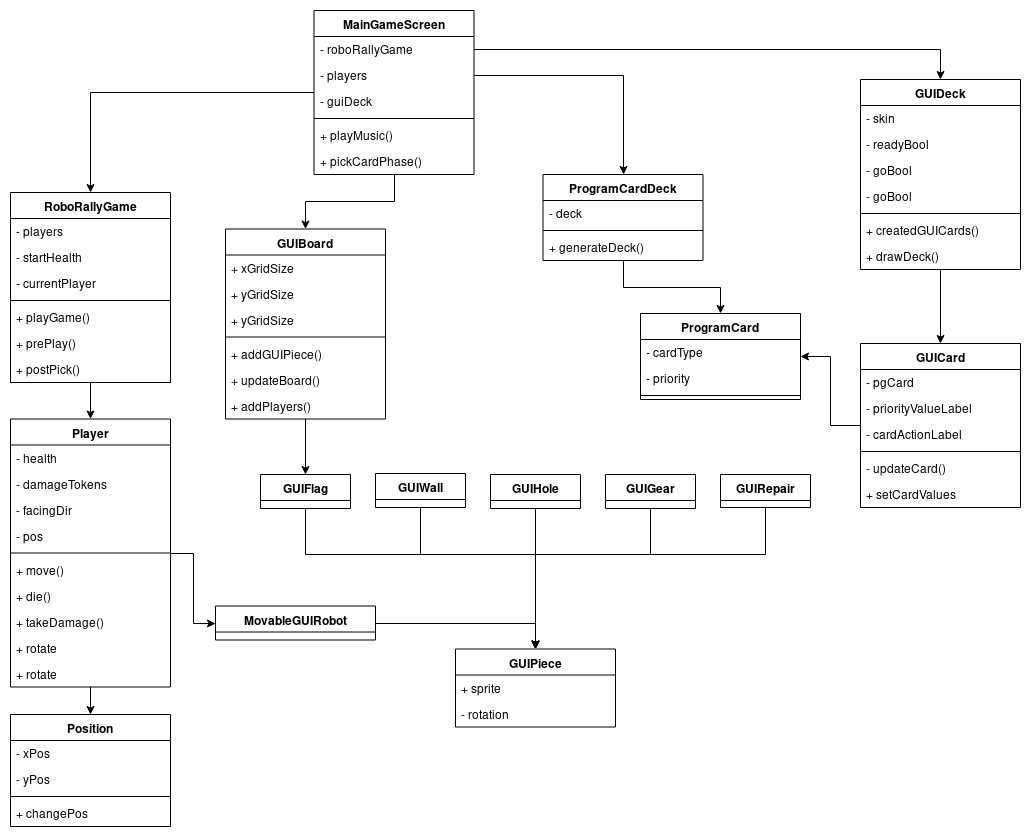 MainGameScreen
- roboRallyGame
- players
- guiDeck
+ playMusic()
+ pickCardPhase()
GUIDeck
- skin
- readyBool
- goBool
- goBool
+ createdGUICards()
+ drawDeck()
ProgramCardDeck
- deck
+ generateDeck()
RoboRallyGame
- players
- startHealth
- currentPlayer
+ playGame()
+ prePlay()
+ postPick()
GUIBoard
+ xGridSize
+ yGridSize
+ yGridSize
+ addGUIPiece()
+ updateBoard()
+ addPlayers()
ProgramCard
- cardType
- priority
GUICard
- pgCard
- priorityValueLabel
- cardActionLabel
+ updateCard()
+ setCardValues
Player
- health
- damageTokens
- facingDir
- pos
+ move()
+ die()
+ takeDamage()
+ rotate
+ rotate
GUIFlag
GUIWall
GUIHole
GUIGear
GUIRepair
MovableGUIRobot
GUIPiece
+ sprite
- rotation
Position
- xPos
- yPos
+ changePos